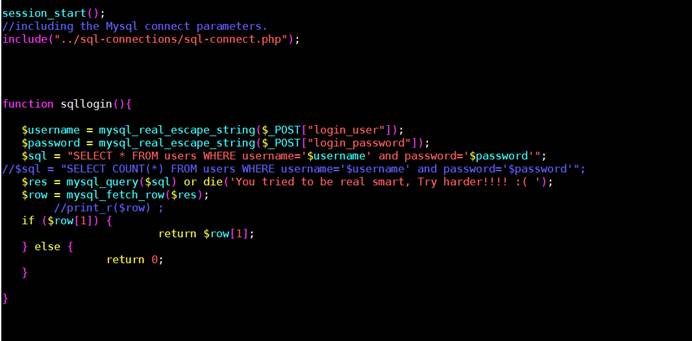 session_start();
//including the Mysql connect parameters.
include("../sql-connections/sql-connect.php");
function sqllogin(){
$username = mysql_real_escape_string($_POST["login_user"]);
$password = mysql_real_escape_string($_POST["login_password"]);
$sql = "SELECT * FROM users WHERE username='$username' and password='$password'";
//$sql = "SELECT COUNT(*) FROM users WHERE username='$username' and password='$password'";
$res = mysql_query($sql) or die('You tried to be real smart, Try harder!!!! :( ');
$row = mysql_fetch_row($res);
//print_r($row) ;
if ($row[1]) {
return $row[1];
} else {
return 0;
}
}